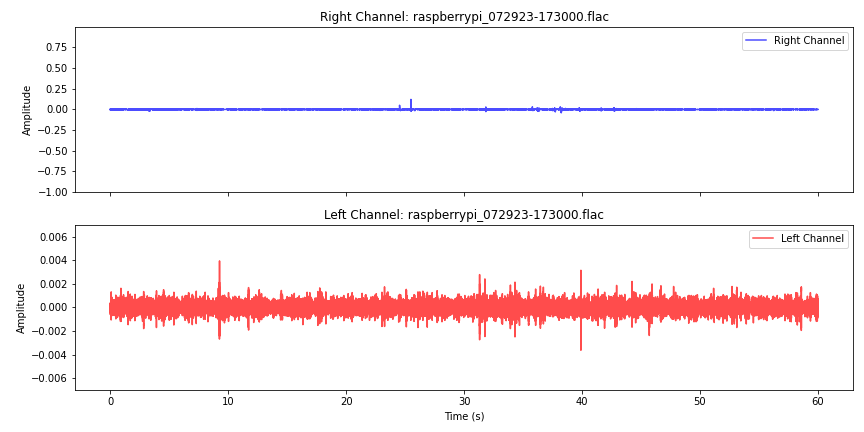 Right Channel: raspberrypi_072923-173000.flac
Right Channel
0.75
0.50
0.25
0.00
−0.25
−0.50
−0.75
−1.00
Amplitude
Left Channel: raspberrypi_072923-173000.flac
Left Channel
0.006
0.004
0.002
0.000
−0.002
−0.004
−0.006
Amplitude
0 10 20 30 40 50 60
Time (s)